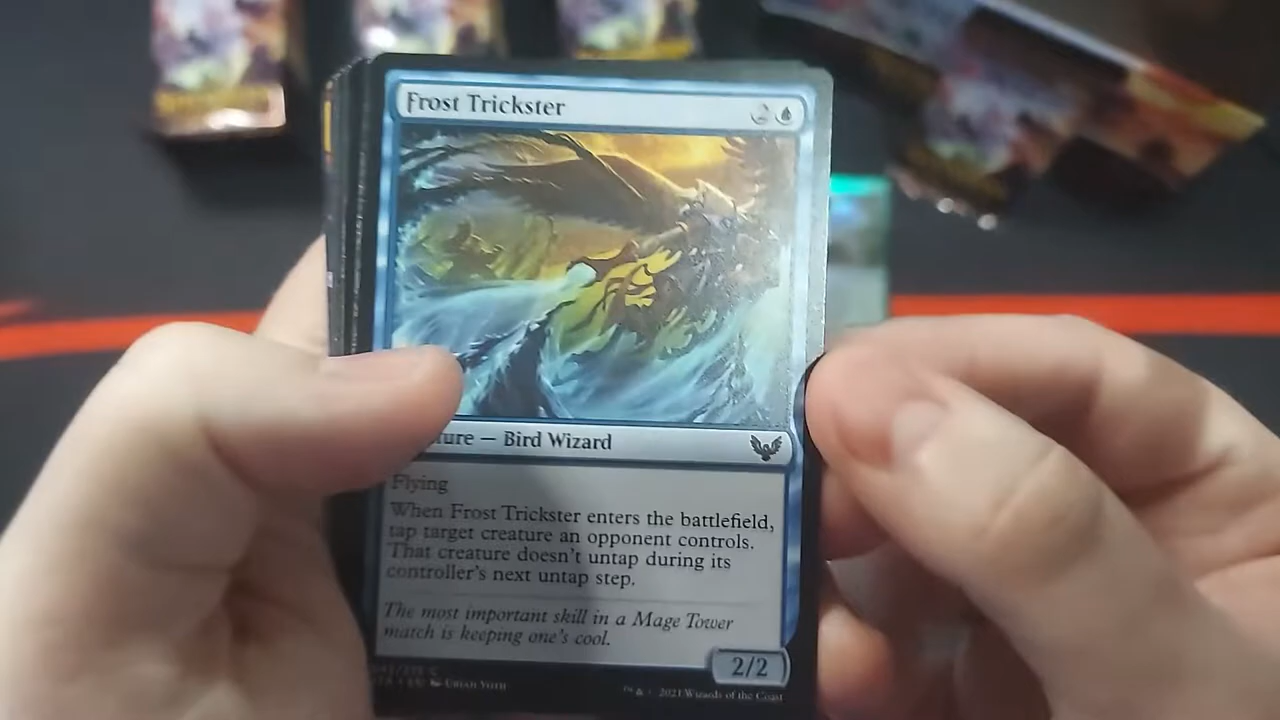 Frost Trickster 2
ture — Bird Wizard
Flying
When Frost Trickster enters the battlefield,
tap target creature an opponent controls.
That creature doesn't untap during its
controller's next untap step.
The most important skill in a Mage Tower
match is keeping one's cool.
2/2
™ & © 2021 Wizards of the Coast